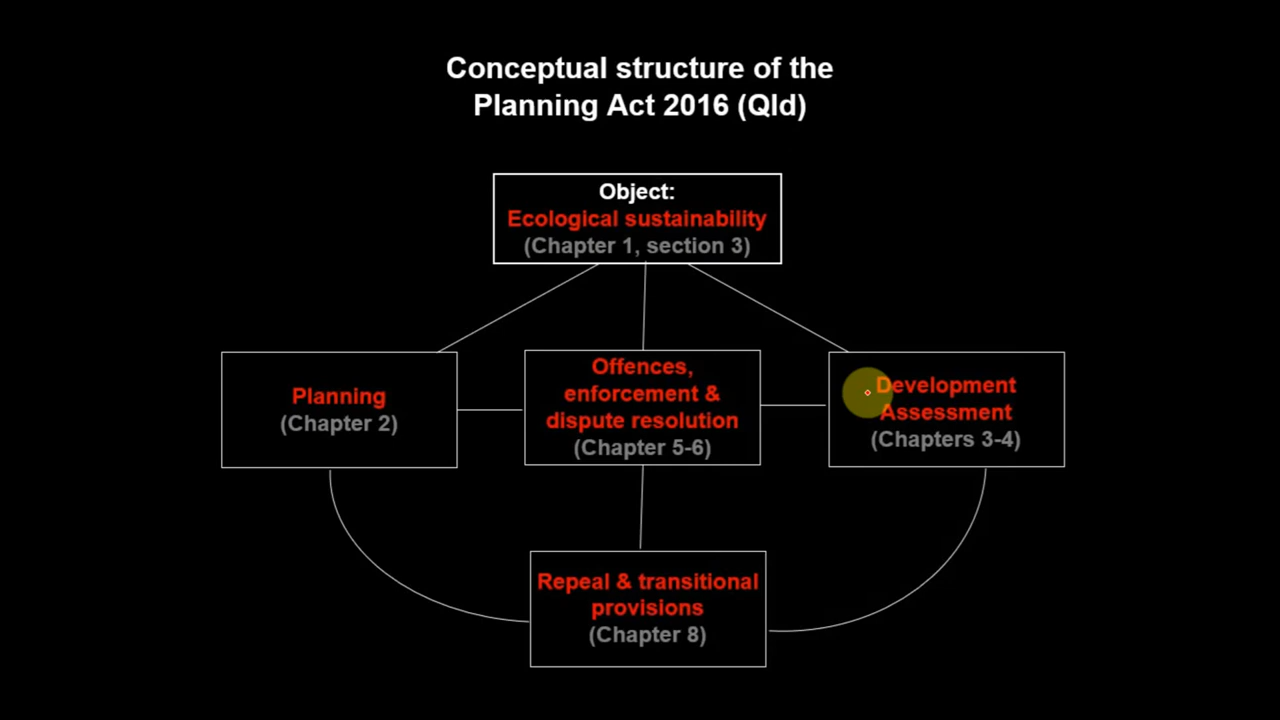 Conceptual structure of the
Planning Act 2016 (Qld)
Object:
Ecological sustainability
(Chapter 1, section 3)
Planning
(Chapter 2)
Offences,
enforcement &
dispute resolution
(Chapter 5-6)
Development
Assessment
(Chapters 3-4)
Repeal & transitional
provisions
(Chapter 8)